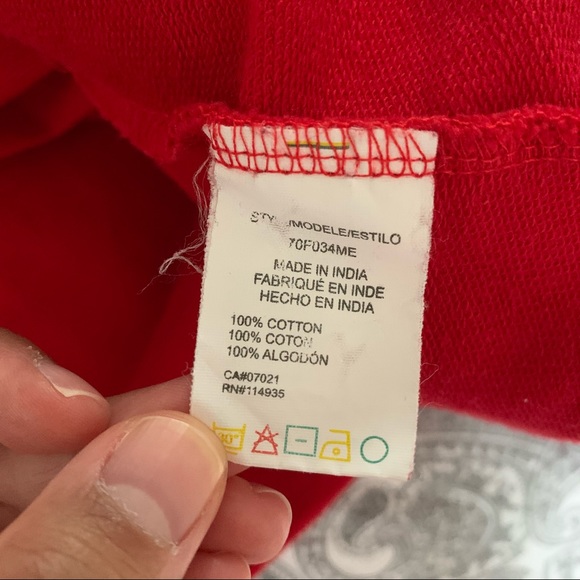 /MODELE/ESTILO
70F034ME
MADE IN INDIA
FABRIQUÉ EN INDE
HECHO EN INDIA
100% COTTON
100% COTON
100% ALGODÓN
CA#07021
RN#114935
30°